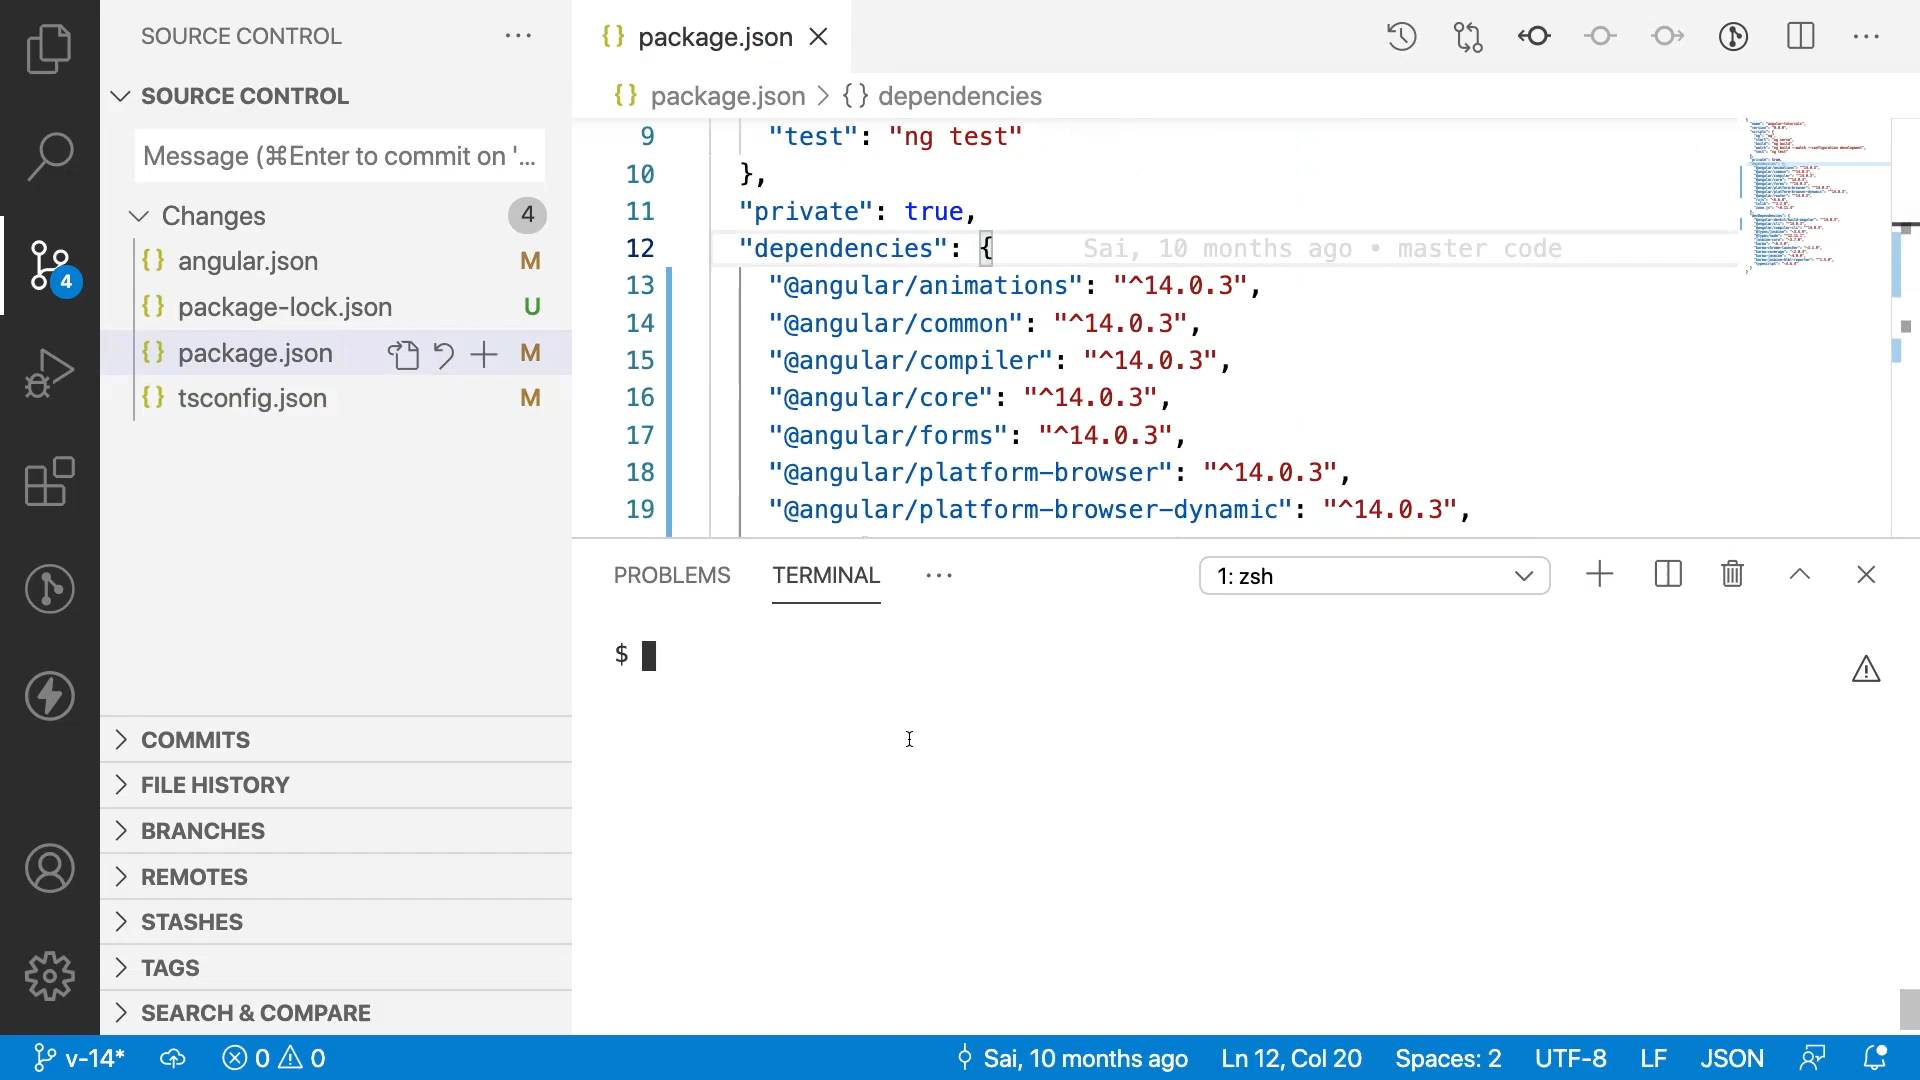 SOURCE CONTROL
SOURCE CONTROL
Message (⌘Enter to commit on '...
Changes
4
angular.json
M
package-lock.json
U
package.json
M
tsconfig.json
M
4
COMMITS
FILE HISTORY
BRANCHES
REMOTES
STASHES
TAGS
SEARCH & COMPARE
{} package.json
{} package.json > {} dependencies
9 "test": "ng test"
10 },
11 "private": true,
12 "dependencies": { Sai, 10 months ago • master code
13 "@angular/animations": "^14.0.3",
14 "@angular/common": "^14.0.3",
15 "@angular/compiler": "^14.0.3",
16 "@angular/core": "^14.0.3",
17 "@angular/forms": "^14.0.3",
18 "@angular/platform-browser": "^14.0.3",
19 "@angular/platform-browser-dynamic": "^14.0.3",
PROBLEMS TERMINAL ...
1: zsh
$
v-14* 0 0 Sai, 10 months ago Ln 12, Col 20 Spaces: 2 UTF-8 LF JSON